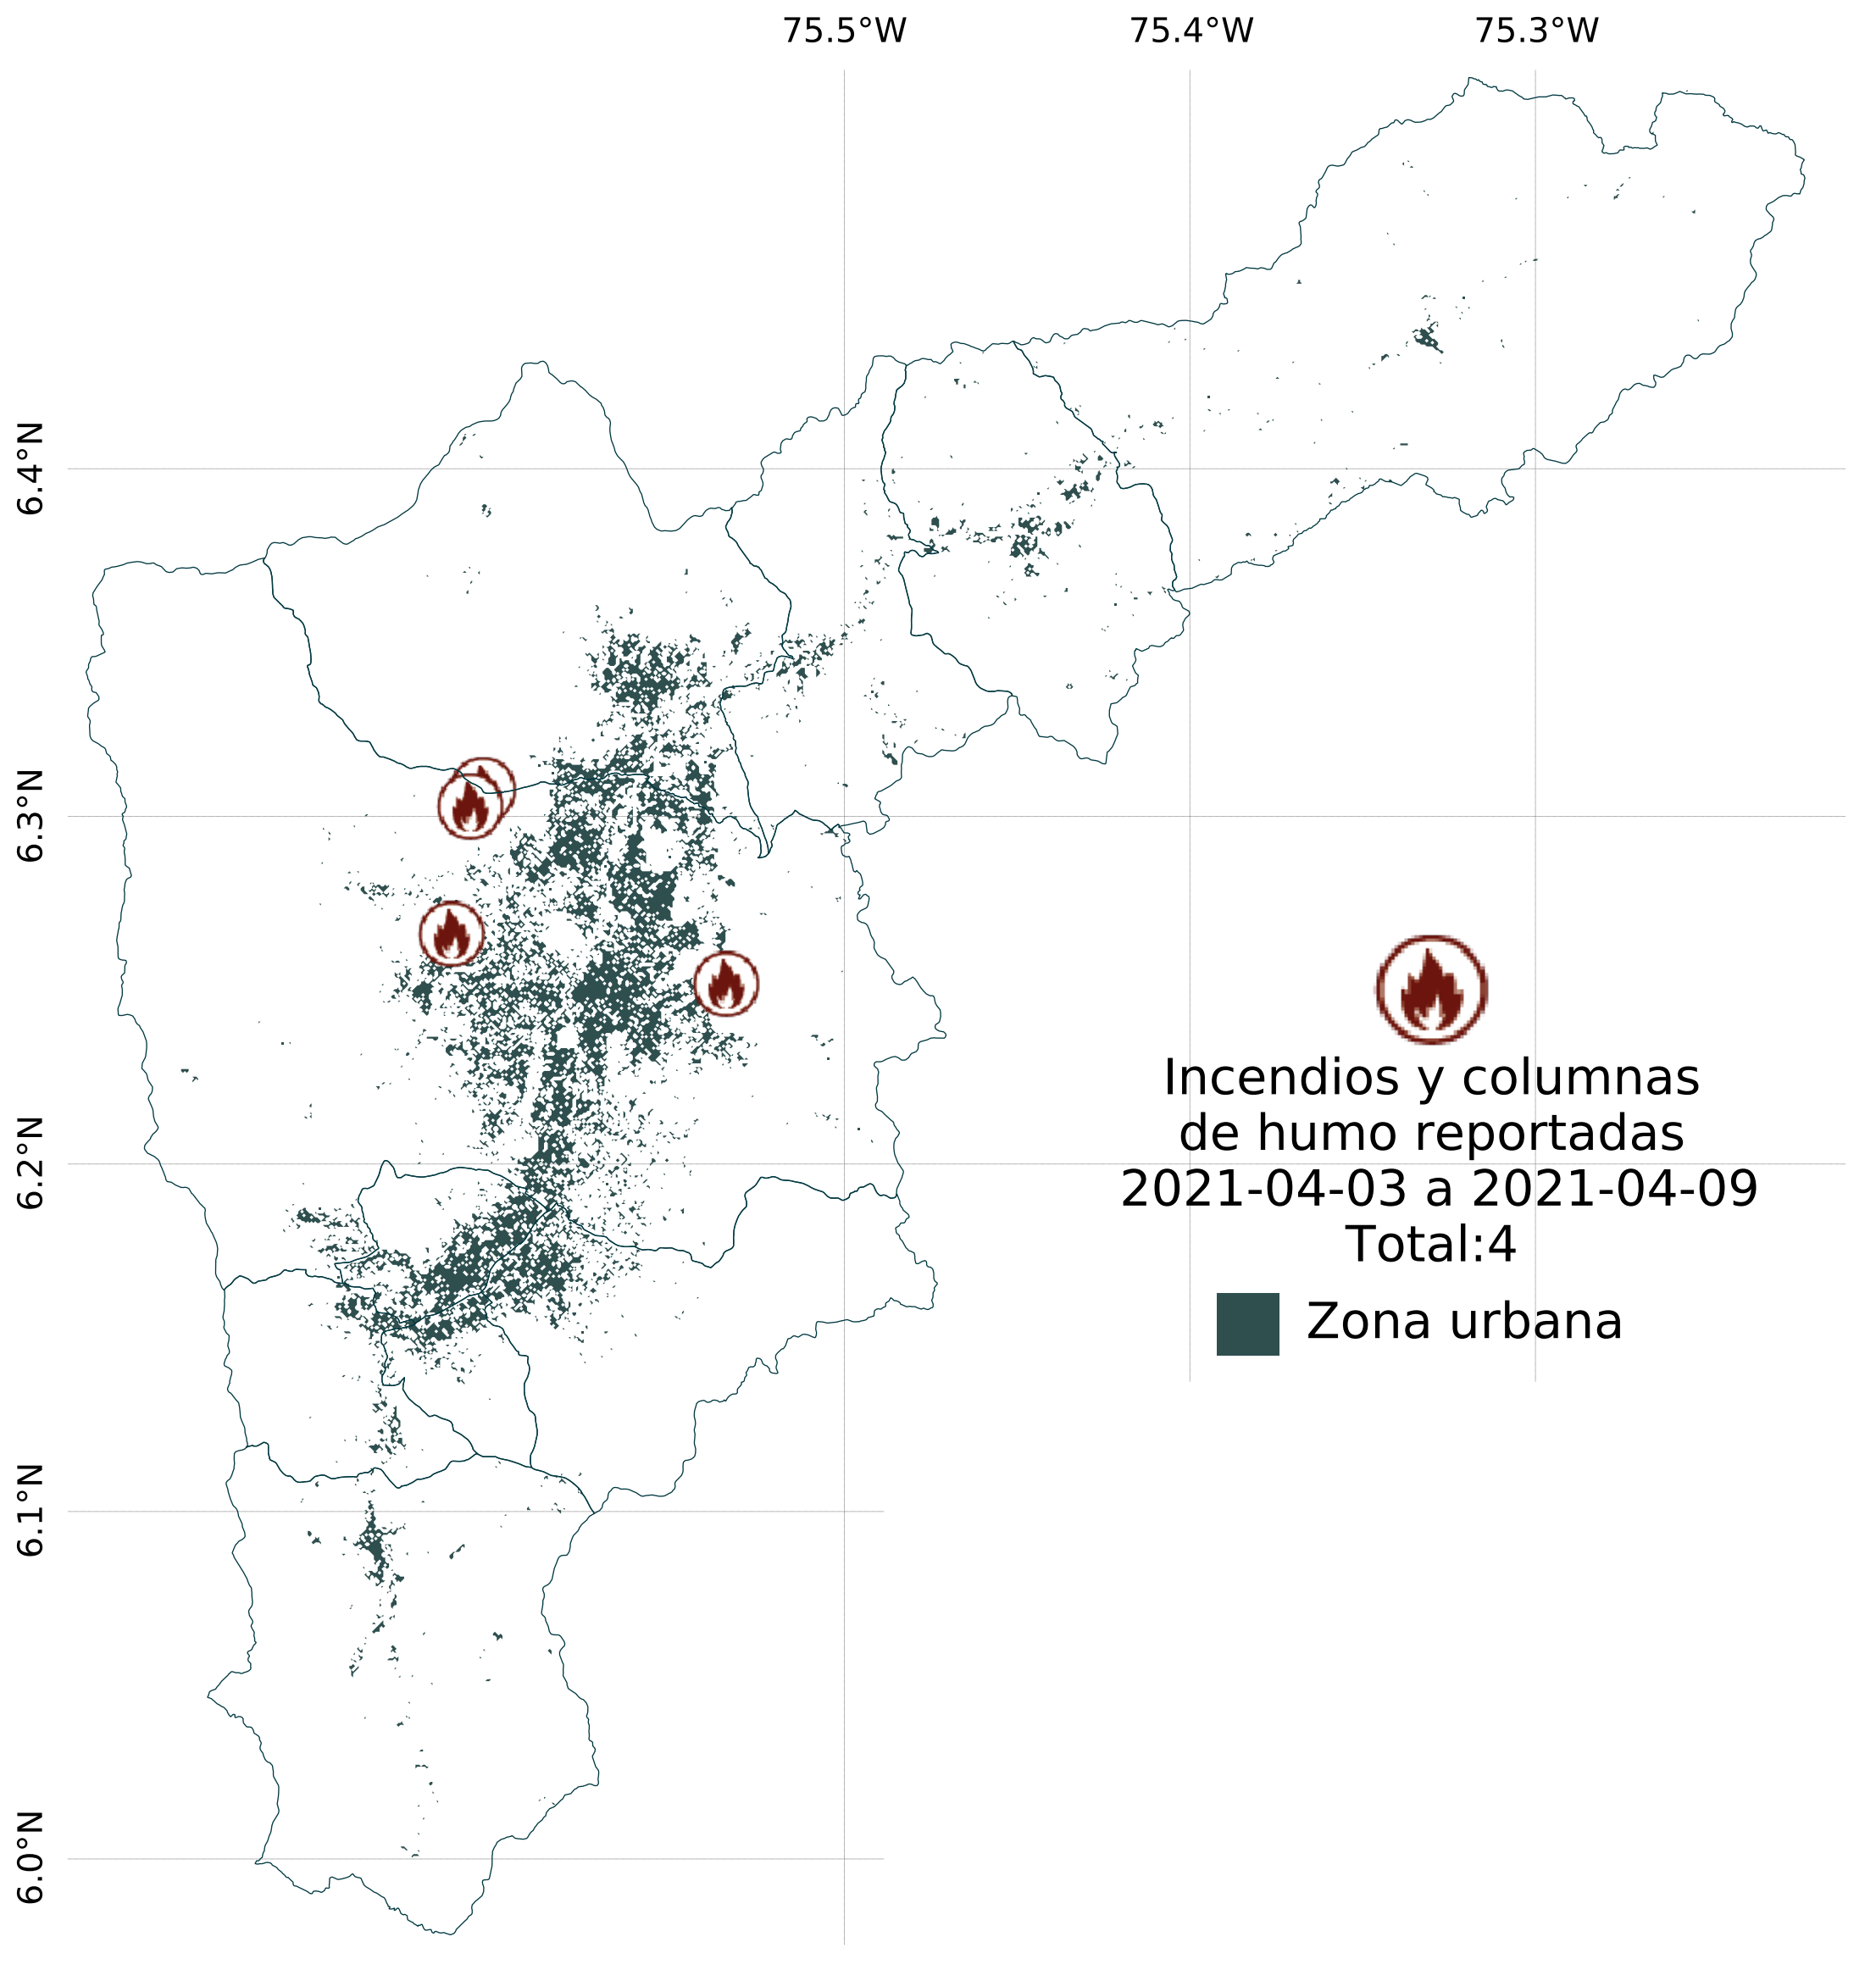 75.5°W
75.4°W
75.3°W
6.4°N
6.3°N
6.2°N
6.1°N
6.0°N
Incendios y columnas
de humo reportadas
2021-04-03 a 2021-04-09
Total:4
Zona urbana